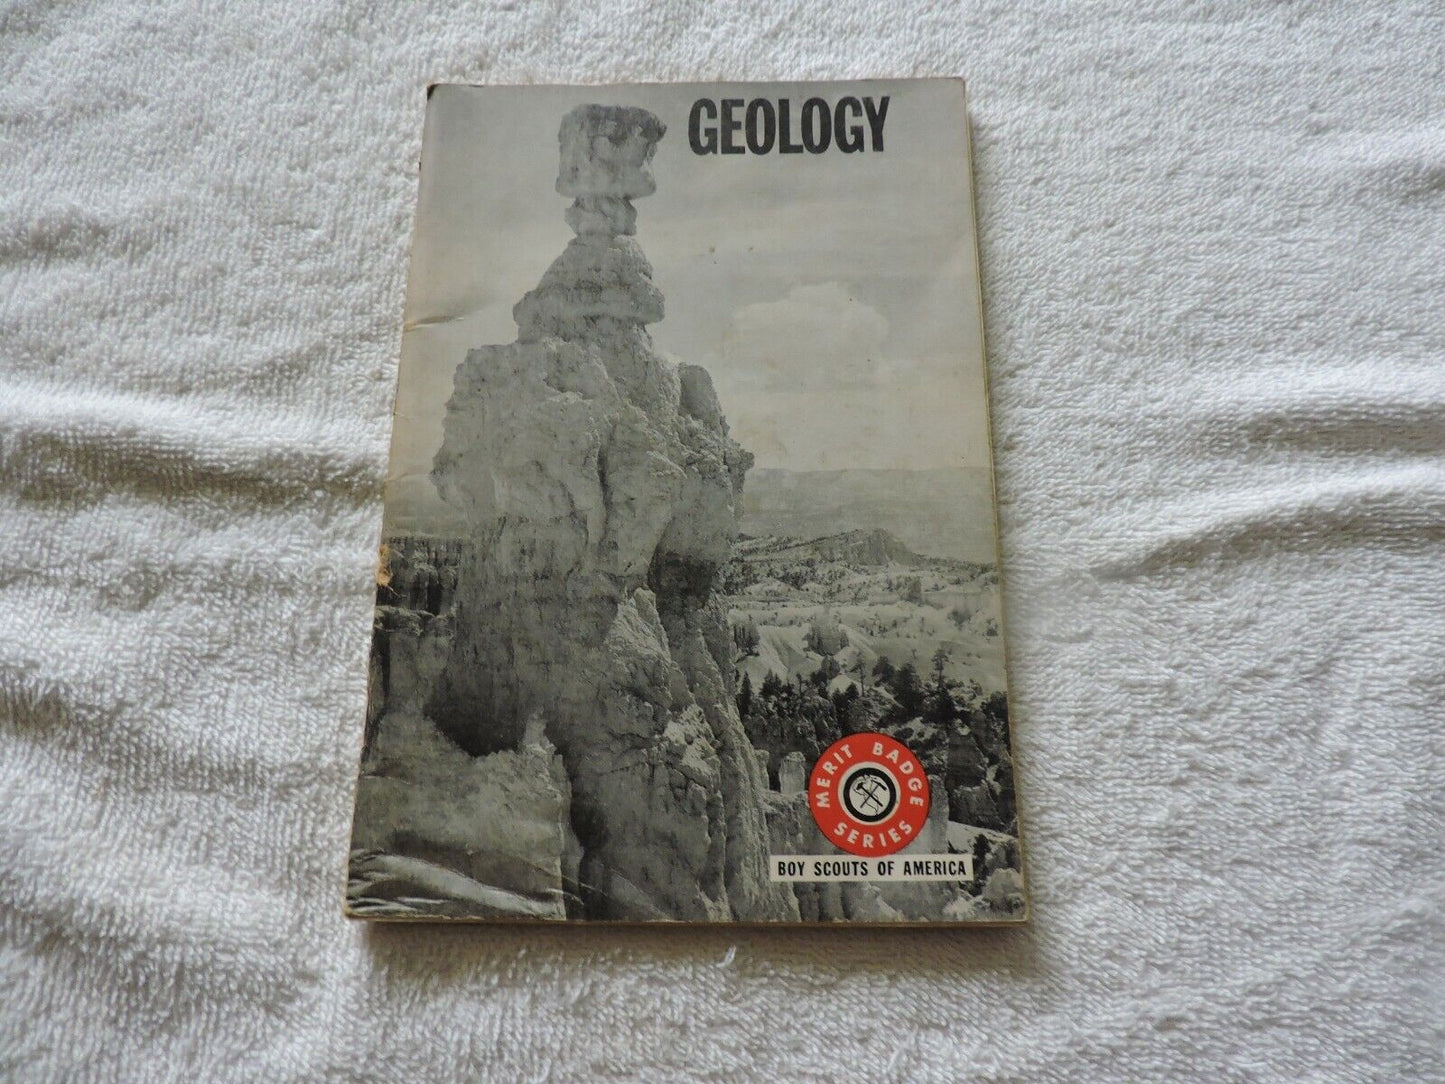 GEOLOGY
MERIT BADGE
SERIES
BOY SCOUTS OF AMERICA